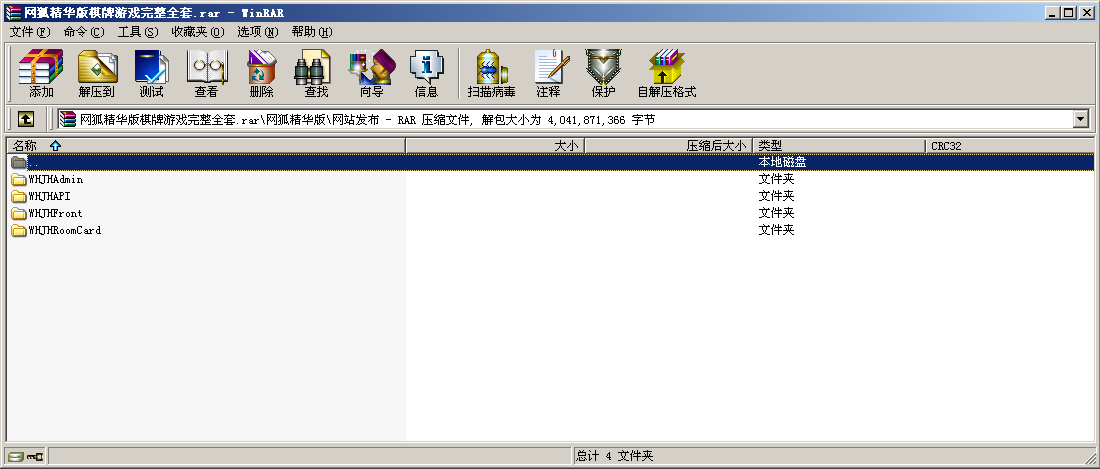 网狐精华版棋牌游戏完整全套.rar - WinRAR
文件(F) 命令(C) 工具(S) 收藏夹(O) 选项(N) 帮助(H)
添加 解压到 测试 查看 删除 查找 向导 信息 扫描病毒 注释 保护 自解压格式
网狐精华版棋牌游戏完整全套.rar\网狐精华版\网站发布 - RAR 压缩文件, 解包大小为 4,041,871,366 字节
名称 大小 压缩后大小 类型 CRC32
.. 本地磁盘
WHJHAdmin 文件夹
WHJHAPI 文件夹
WHJHFront 文件夹
WHJHRoomCard 文件夹
总计 4 文件夹